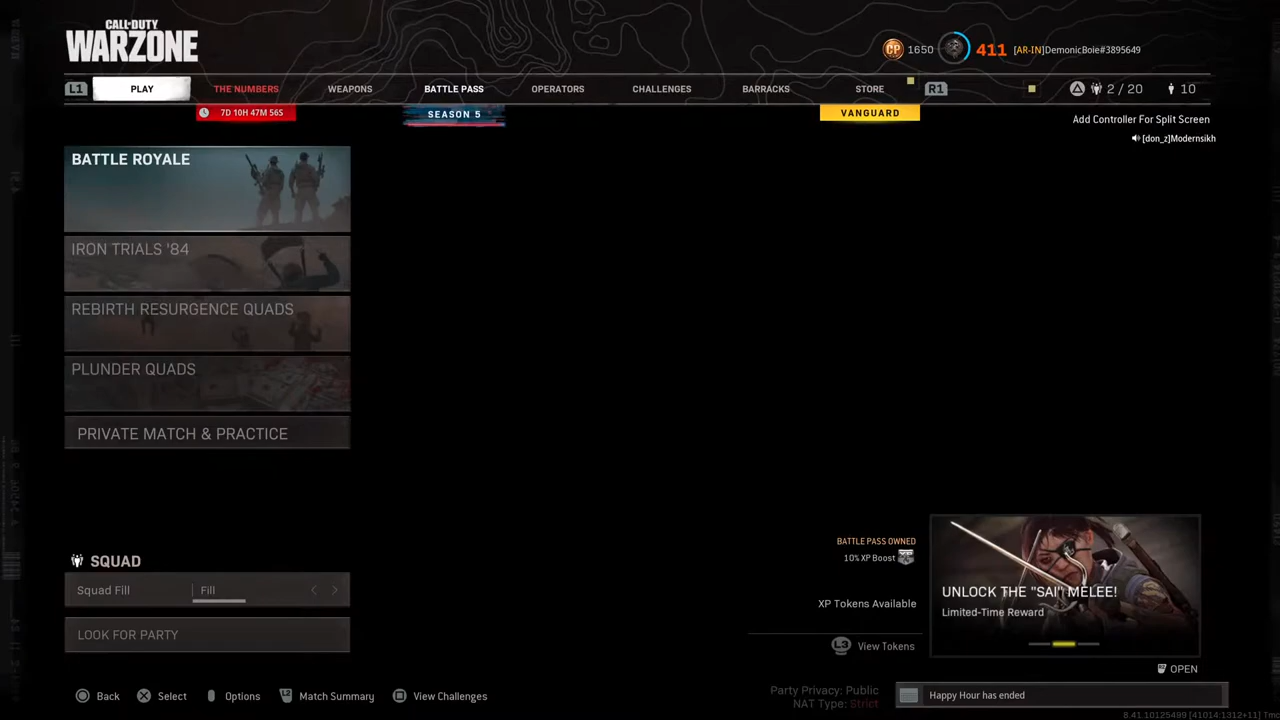 CALL OF DUTY
WARZONE
CP 1650 411 [AR-IN]DemonicBoie#3895649
L1 PLAY THE NUMBERS WEAPONS BATTLE PASS OPERATORS CHALLENGES BARRACKS STORE R1 2 / 20 10
7D 10H 47M 56S SEASON 5 VANGUARD
Add Controller For Split Screen
[don_z]Modernsikh
BATTLE ROYALE
IRON TRIALS '84
REBIRTH RESURGENCE QUADS
PLUNDER QUADS
PRIVATE MATCH & PRACTICE
SQUAD
Squad Fill Fill
LOOK FOR PARTY
BATTLE PASS OWNED
10% XP Boost
XP Tokens Available
L3 View Tokens
UNLOCK THE "SAI" MELEE!
Limited-Time Reward
OPEN
Back Select Options Match Summary View Challenges
Party Privacy: Public
NAT Type: Strict
Happy Hour has ended